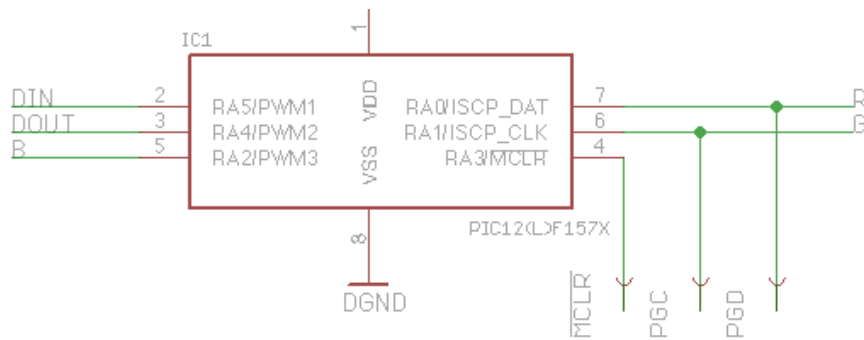 IC1
1
DIN 2 RA5/PWM1 VDD RA0/ISCP_DAT 7 R
DOUT 3 RA4/PWM2 RA1/ISCP_CLK 6 G
B 5 RA2/PWM3 VSS RA3/MCLR 4
8 PIC12(L)F157X
DGND
MCLR PGC PGD